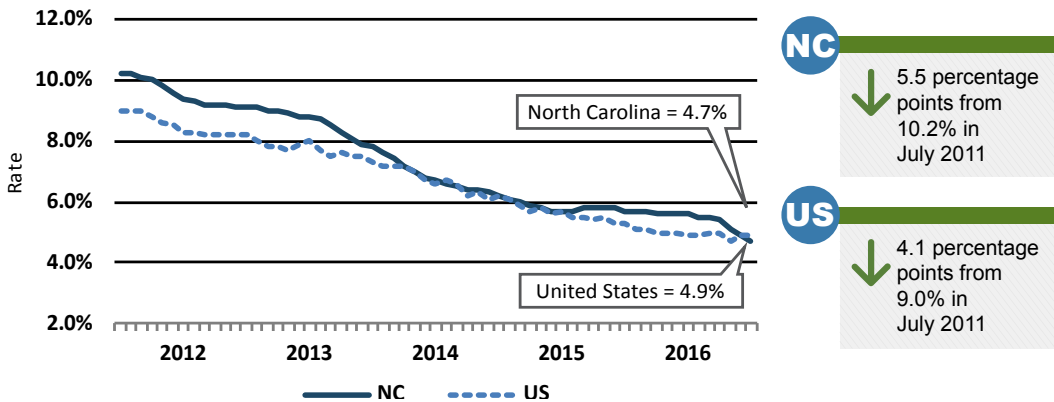 12.0%
10.0%
8.0%
6.0%
4.0%
2.0%
Rate
North Carolina = 4.7%
United States = 4.9%
2012 2013 2014 2015 2016
NC US
NC
5.5 percentage
points from
10.2% in
July 2011
US
4.1 percentage
points from
9.0% in
July 2011